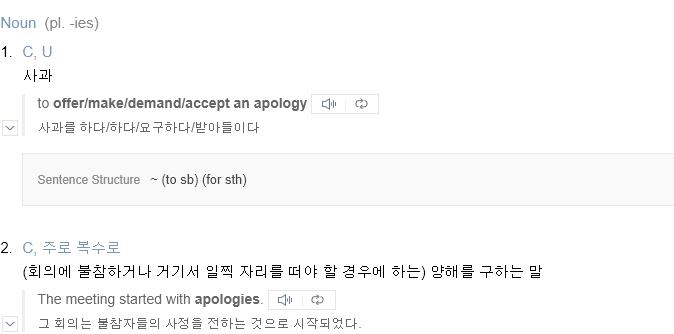 Noun (pl. -ies)
1. C, U
사과
to offer/make/demand/accept an apology
사과를 하다/하다/요구하다/받아들이다
Sentence Structure ~ (to sb) (for sth)
2. C, 주로 복수로
(회의에 불참하거나 거기서 일찍 자리를 떠야 할 경우에 하는) 양해를 구하는 말
The meeting started with apologies.
그 회의는 불참자들의 사정을 전하는 것으로 시작되었다.